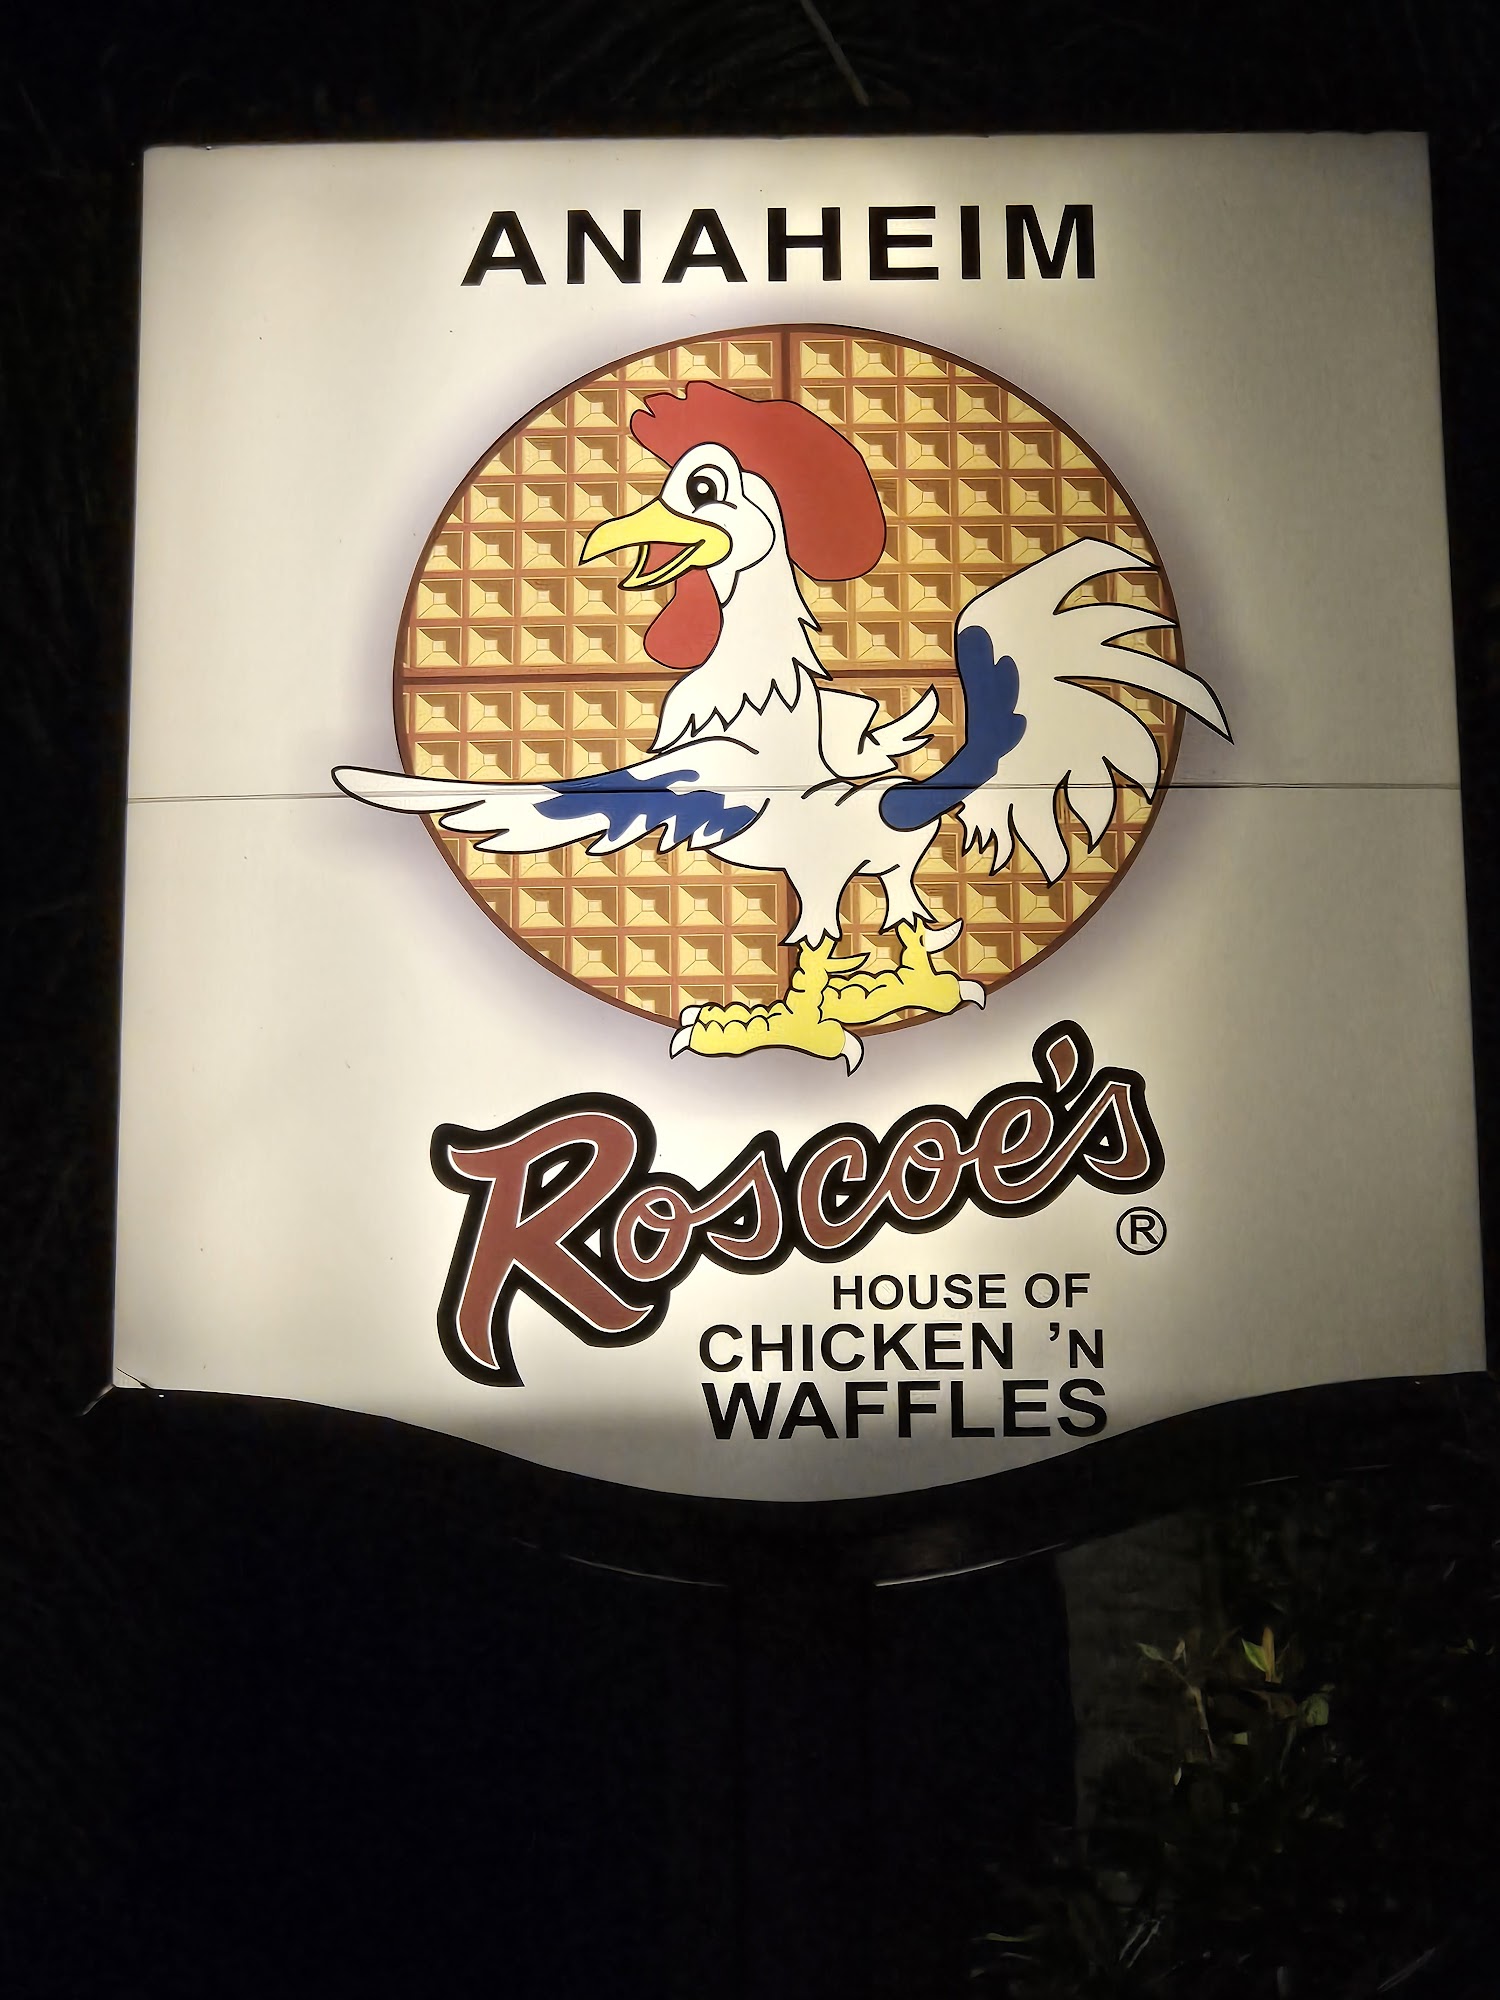 ANAHEIM
Roscoe's
®
HOUSE OF
CHICKEN 'N
WAFFLES